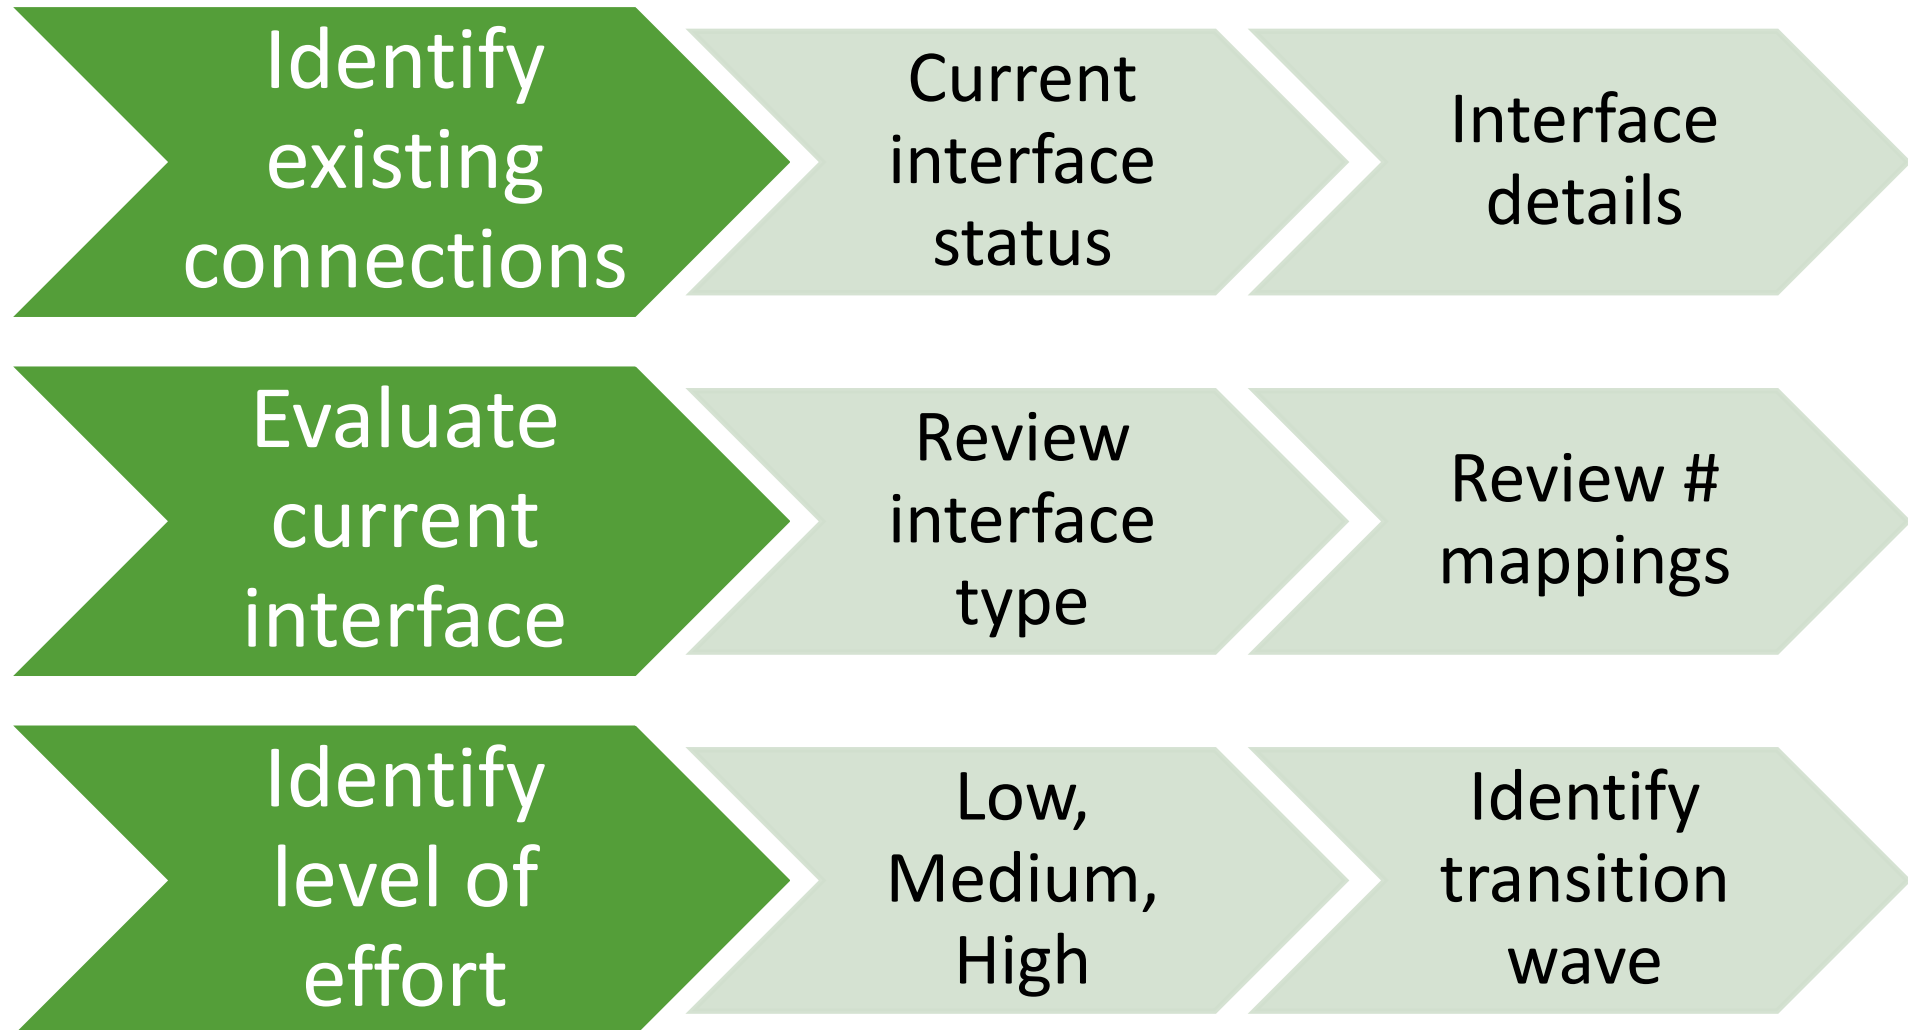 Identify
existing
connections
Current
interface
status
Interface
details
Evaluate
current
interface
Review
interface
type
Review #
mappings
Identify
level of
effort
Low,
Medium,
High
Identify
transition
wave